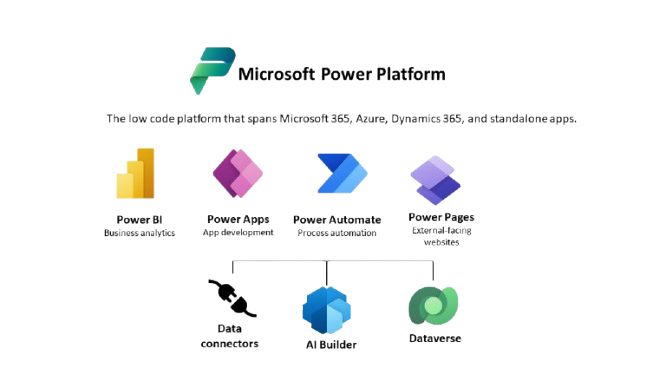 Microsoft Power Platform
The low code platform that spans Microsoft 365, Azure, Dynamics 365, and standalone apps.
Power BI
Business analytics
Power Apps
App development
Power Automate
Process automation
Power Pages
External-facing
websites
Data
connectors
AI Builder
Dataverse